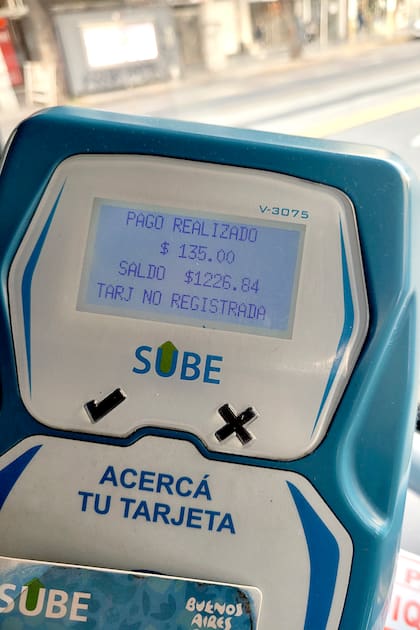 V-3075
PAGO REALIZADO
$ 135.00
SALDO $1226.84
TARJ NO REGISTRADA
SUBE
ACERCÁ
TU TARJETA
SUBE
BUENOS
AIRES